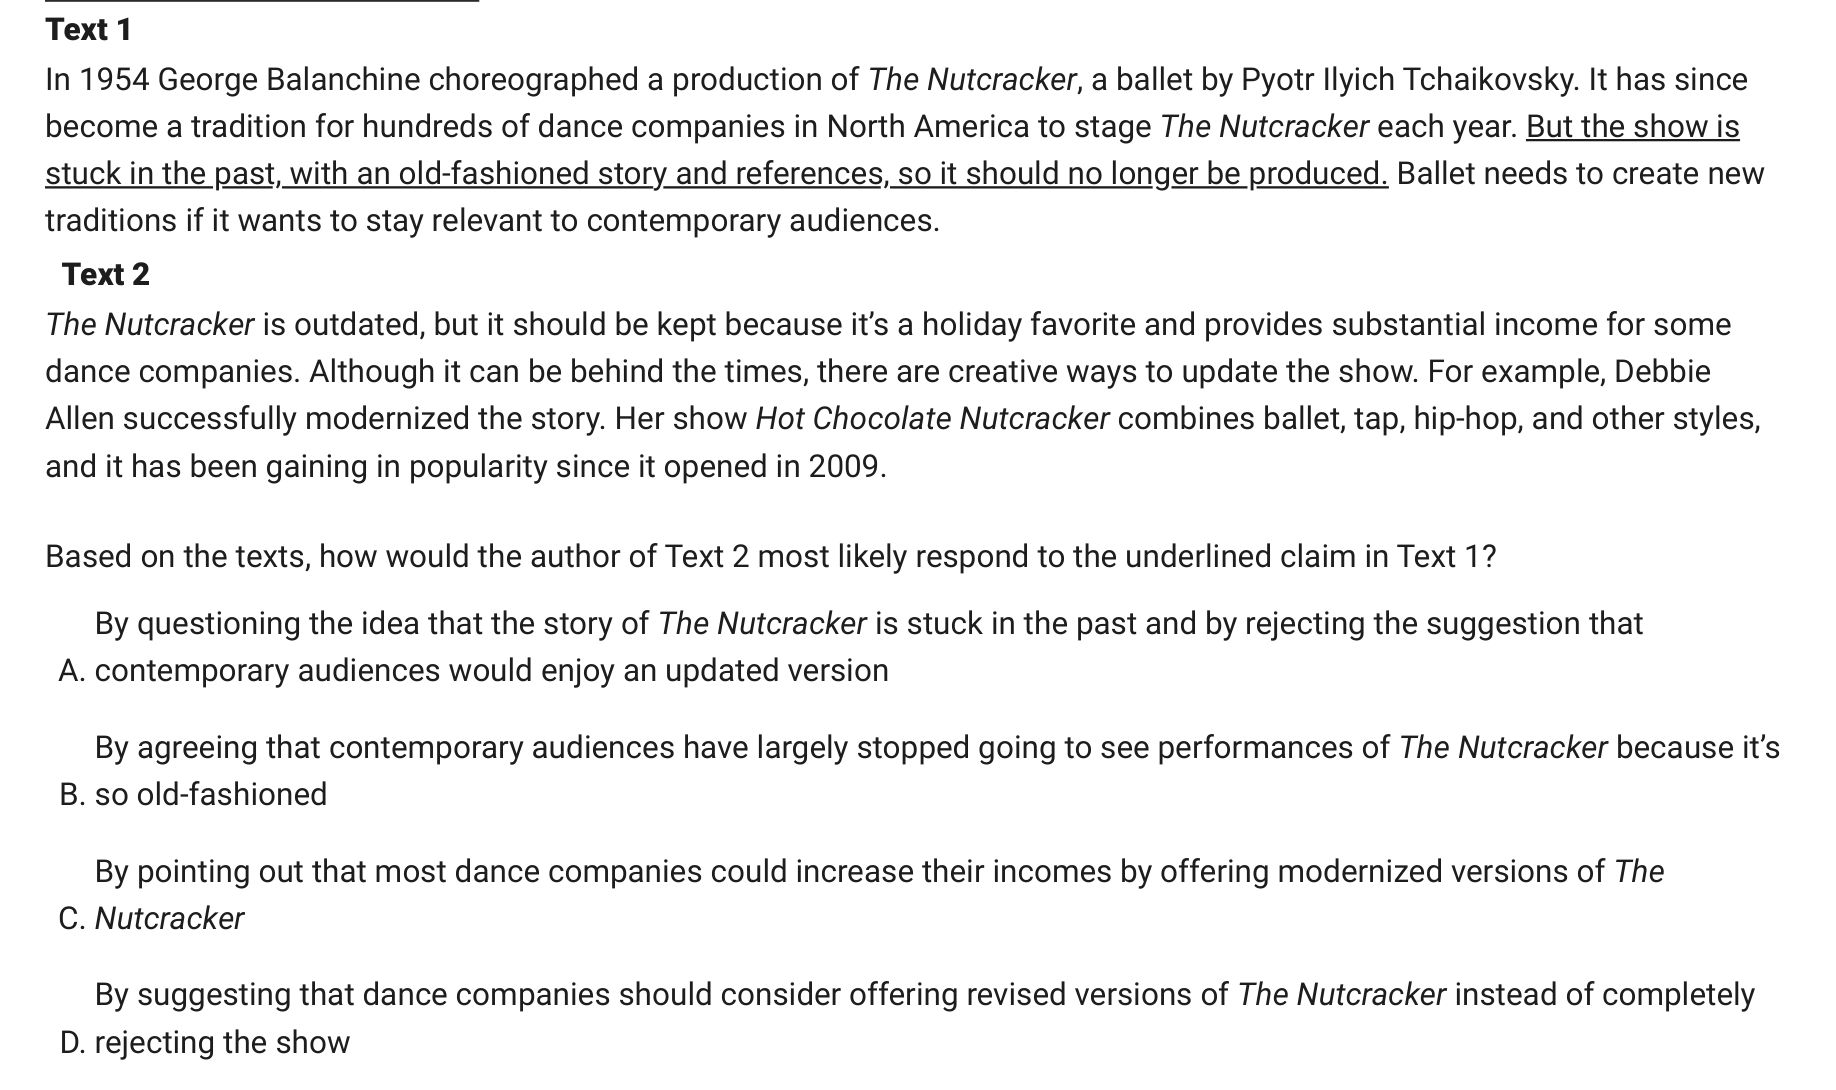 Text 1
In 1954 George Balanchine choreographed a production of The Nutcracker, a ballet by Pyotr Ilyich Tchaikovsky. It has since
become a tradition for hundreds of dance companies in North America to stage The Nutcracker each year. But the show is
stuck in the past, with an old-fashioned story and references, so it should no longer be produced. Ballet needs to create new
traditions if it wants to stay relevant to contemporary audiences.
Text 2
The Nutcracker is outdated, but it should be kept because it’s a holiday favorite and provides substantial income for some
dance companies. Although it can be behind the times, there are creative ways to update the show. For example, Debbie
Allen successfully modernized the story. Her show Hot Chocolate Nutcracker combines ballet, tap, hip-hop, and other styles,
and it has been gaining in popularity since it opened in 2009.
Based on the texts, how would the author of Text 2 most likely respond to the underlined claim in Text 1?
By questioning the idea that the story of The Nutcracker is stuck in the past and by rejecting the suggestion that
A. contemporary audiences would enjoy an updated version
By agreeing that contemporary audiences have largely stopped going to see performances of The Nutcracker because it’s
B. so old-fashioned
By pointing out that most dance companies could increase their incomes by offering modernized versions of The
C. Nutcracker
By suggesting that dance companies should consider offering revised versions of The Nutcracker instead of completely
D. rejecting the show